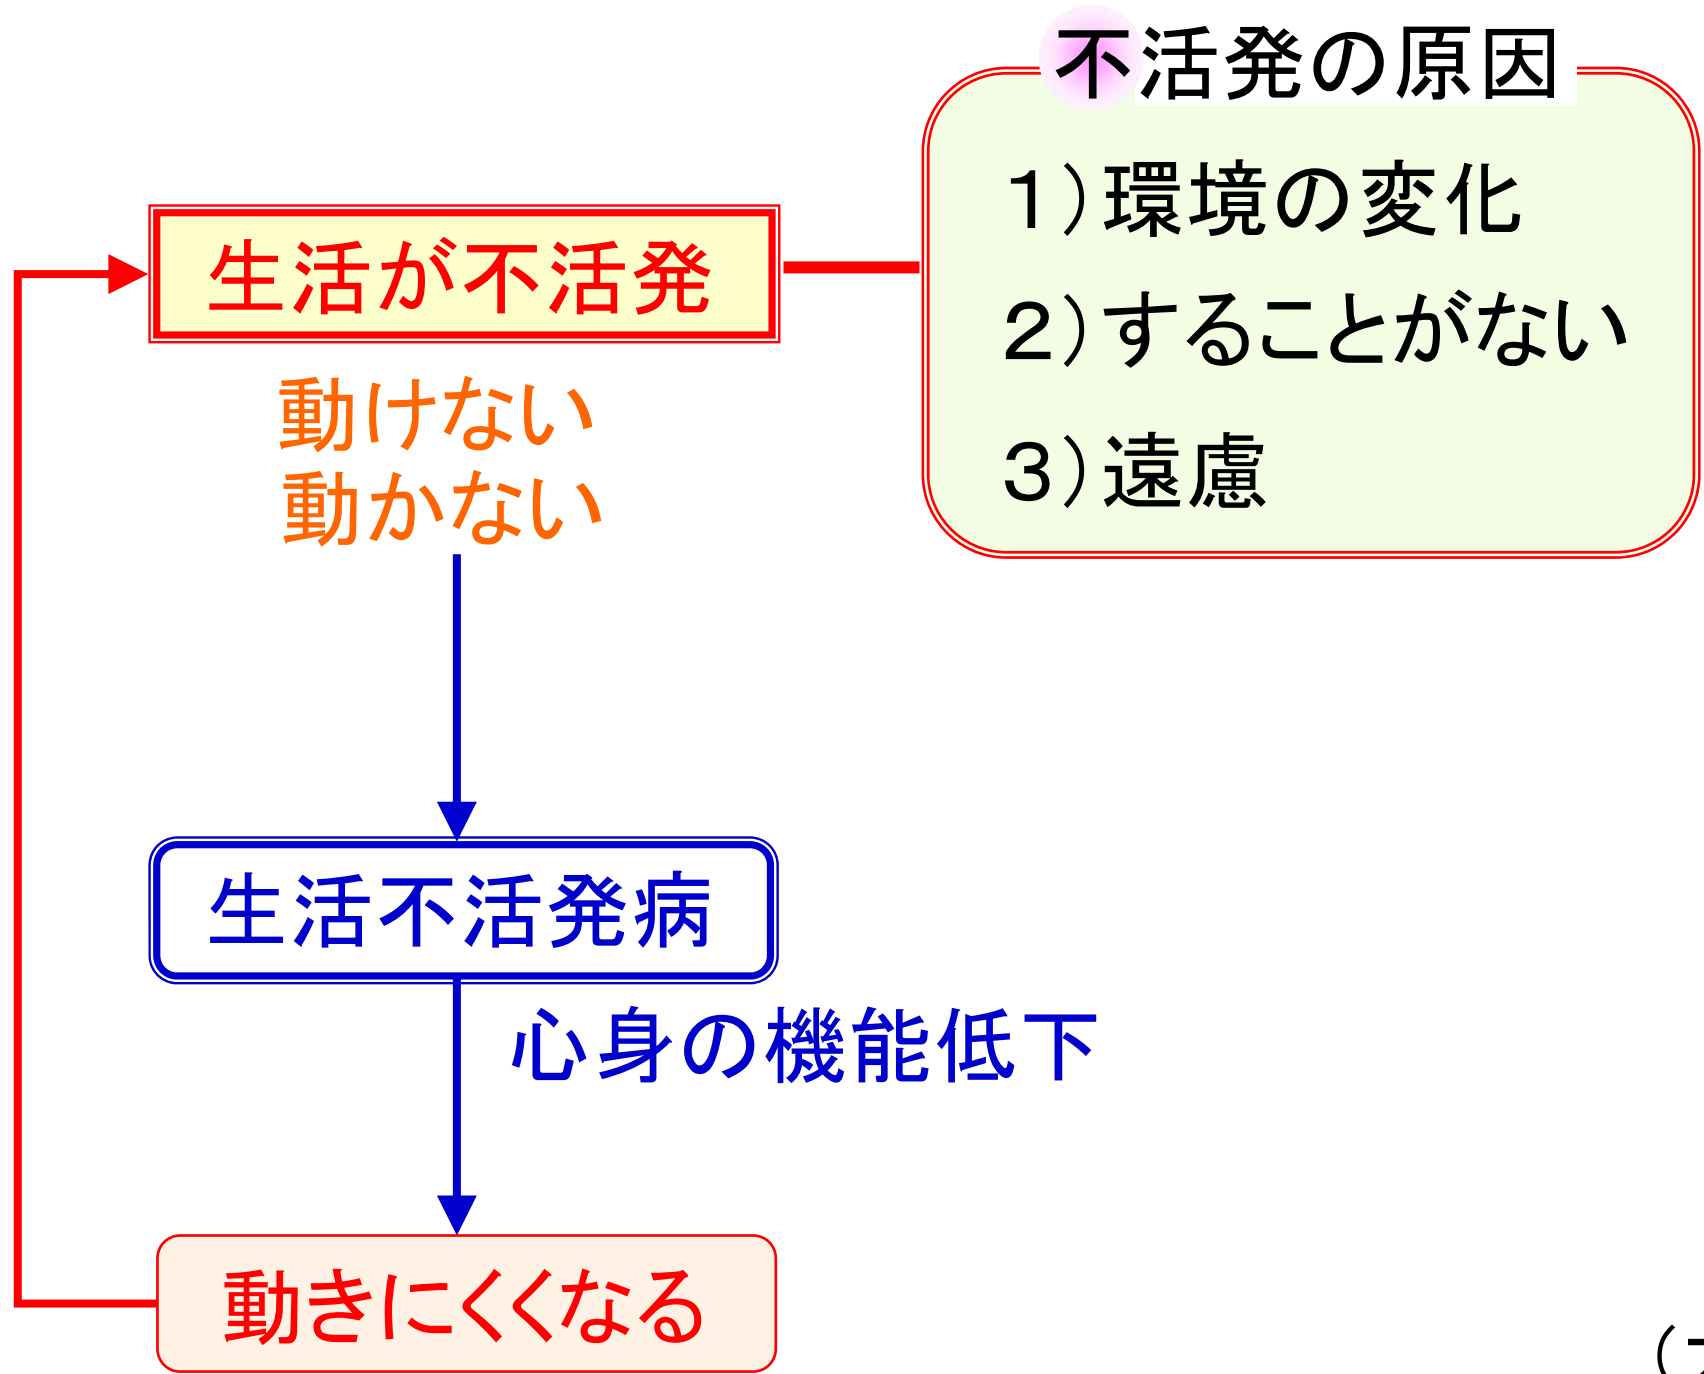 不活発の原因
１）環境の変化
２）することがない
３）遠慮
生活が不活発
動けない
動かない
生活不活発病
心身の機能低下
動きにくくなる